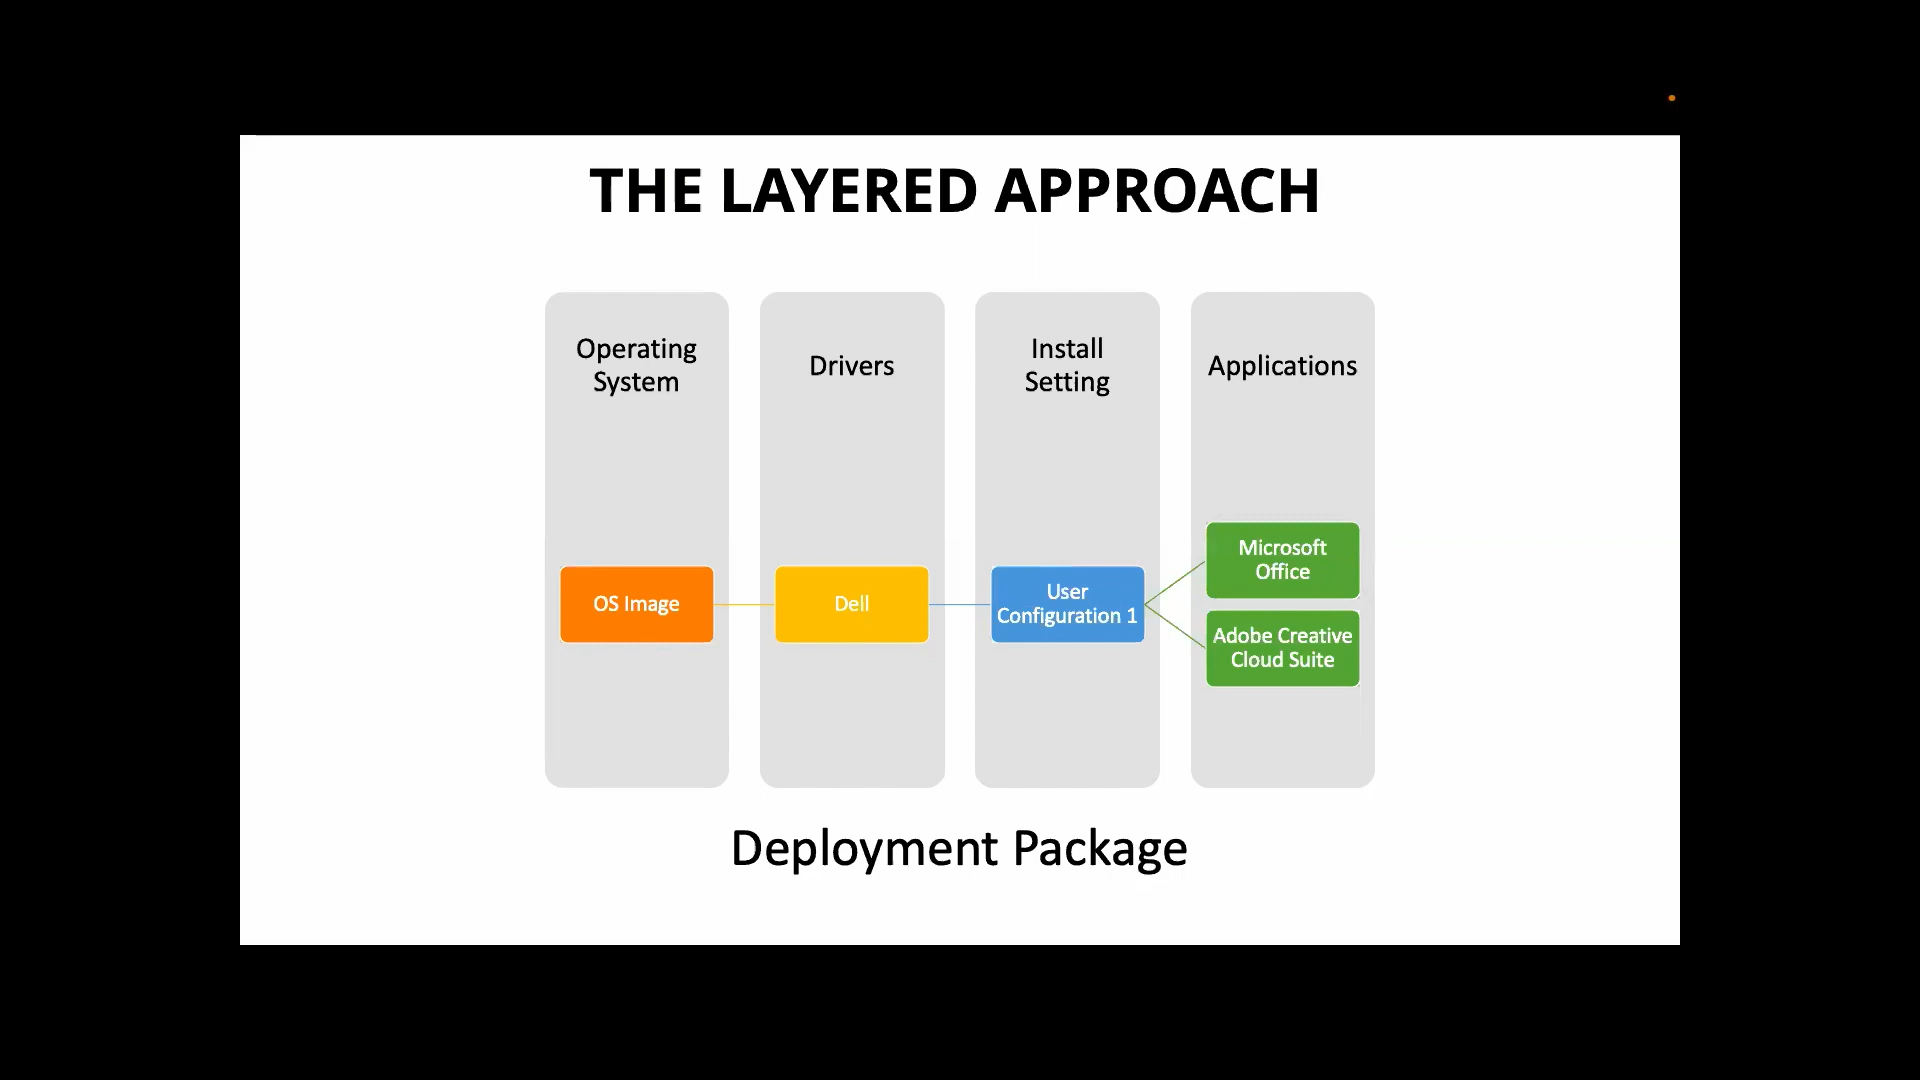 THE LAYERED APPROACH
Operating
System
Drivers
Install
Setting
Applications
OS Image
Dell
User
Configuration 1
Microsoft
Office
Adobe Creative
Cloud Suite
Deployment Package